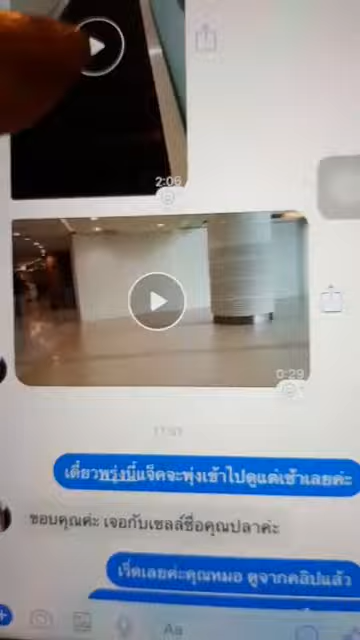 2:06
0:29
เดี๋ยวพรุ่งนี้แจ็คจะพุ่งเข้าไปดูแต่เช้าเลยค่ะ
ขอบคุณค่ะ เจอกับเซลล์ชื่อคุณปลาค่ะ
เวิ่ดเลยค่ะคุณหมอ ดูจากคลิปแล้ว
Aa